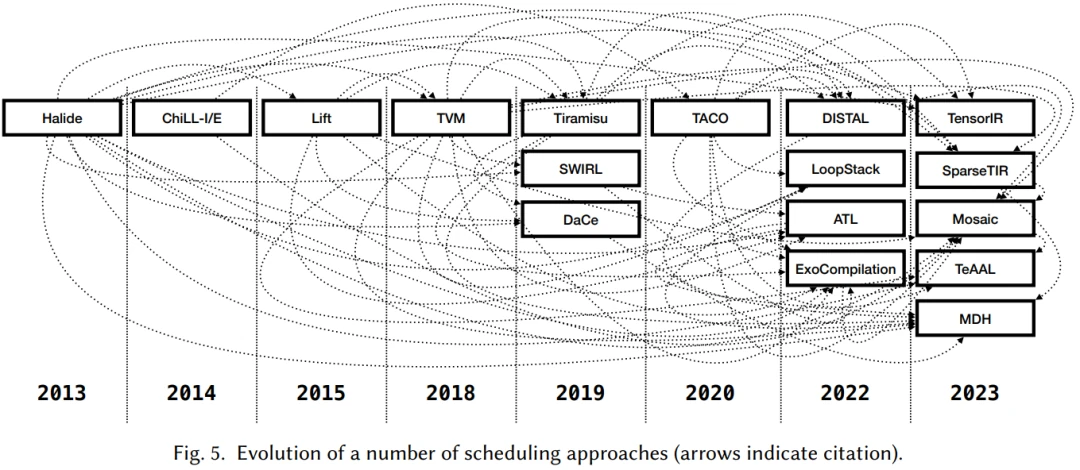 Halide
ChiLL-I/E
Lift
TVM
Tiramisu
TACO
DISTAL
TensorIR
SWIRL
LoopStack
SparseTIR
DaCe
ATL
Mosaic
ExoCompilation
TeAAL
MDH
2013
2014
2015
2018
2019
2020
2022
2023
Fig. 5. Evolution of a number of scheduling approaches (arrows indicate citation).